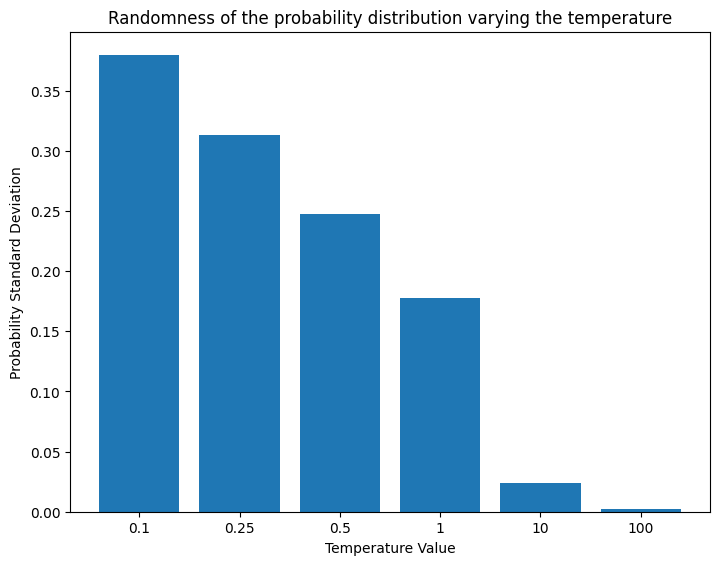 Randomness of the probability distribution varying the temperature
Probability Standard Deviation
0.35
0.30
0.25
0.20
0.15
0.10
0.05
0.00
0.1 0.25 0.5 1 10 100
Temperature Value